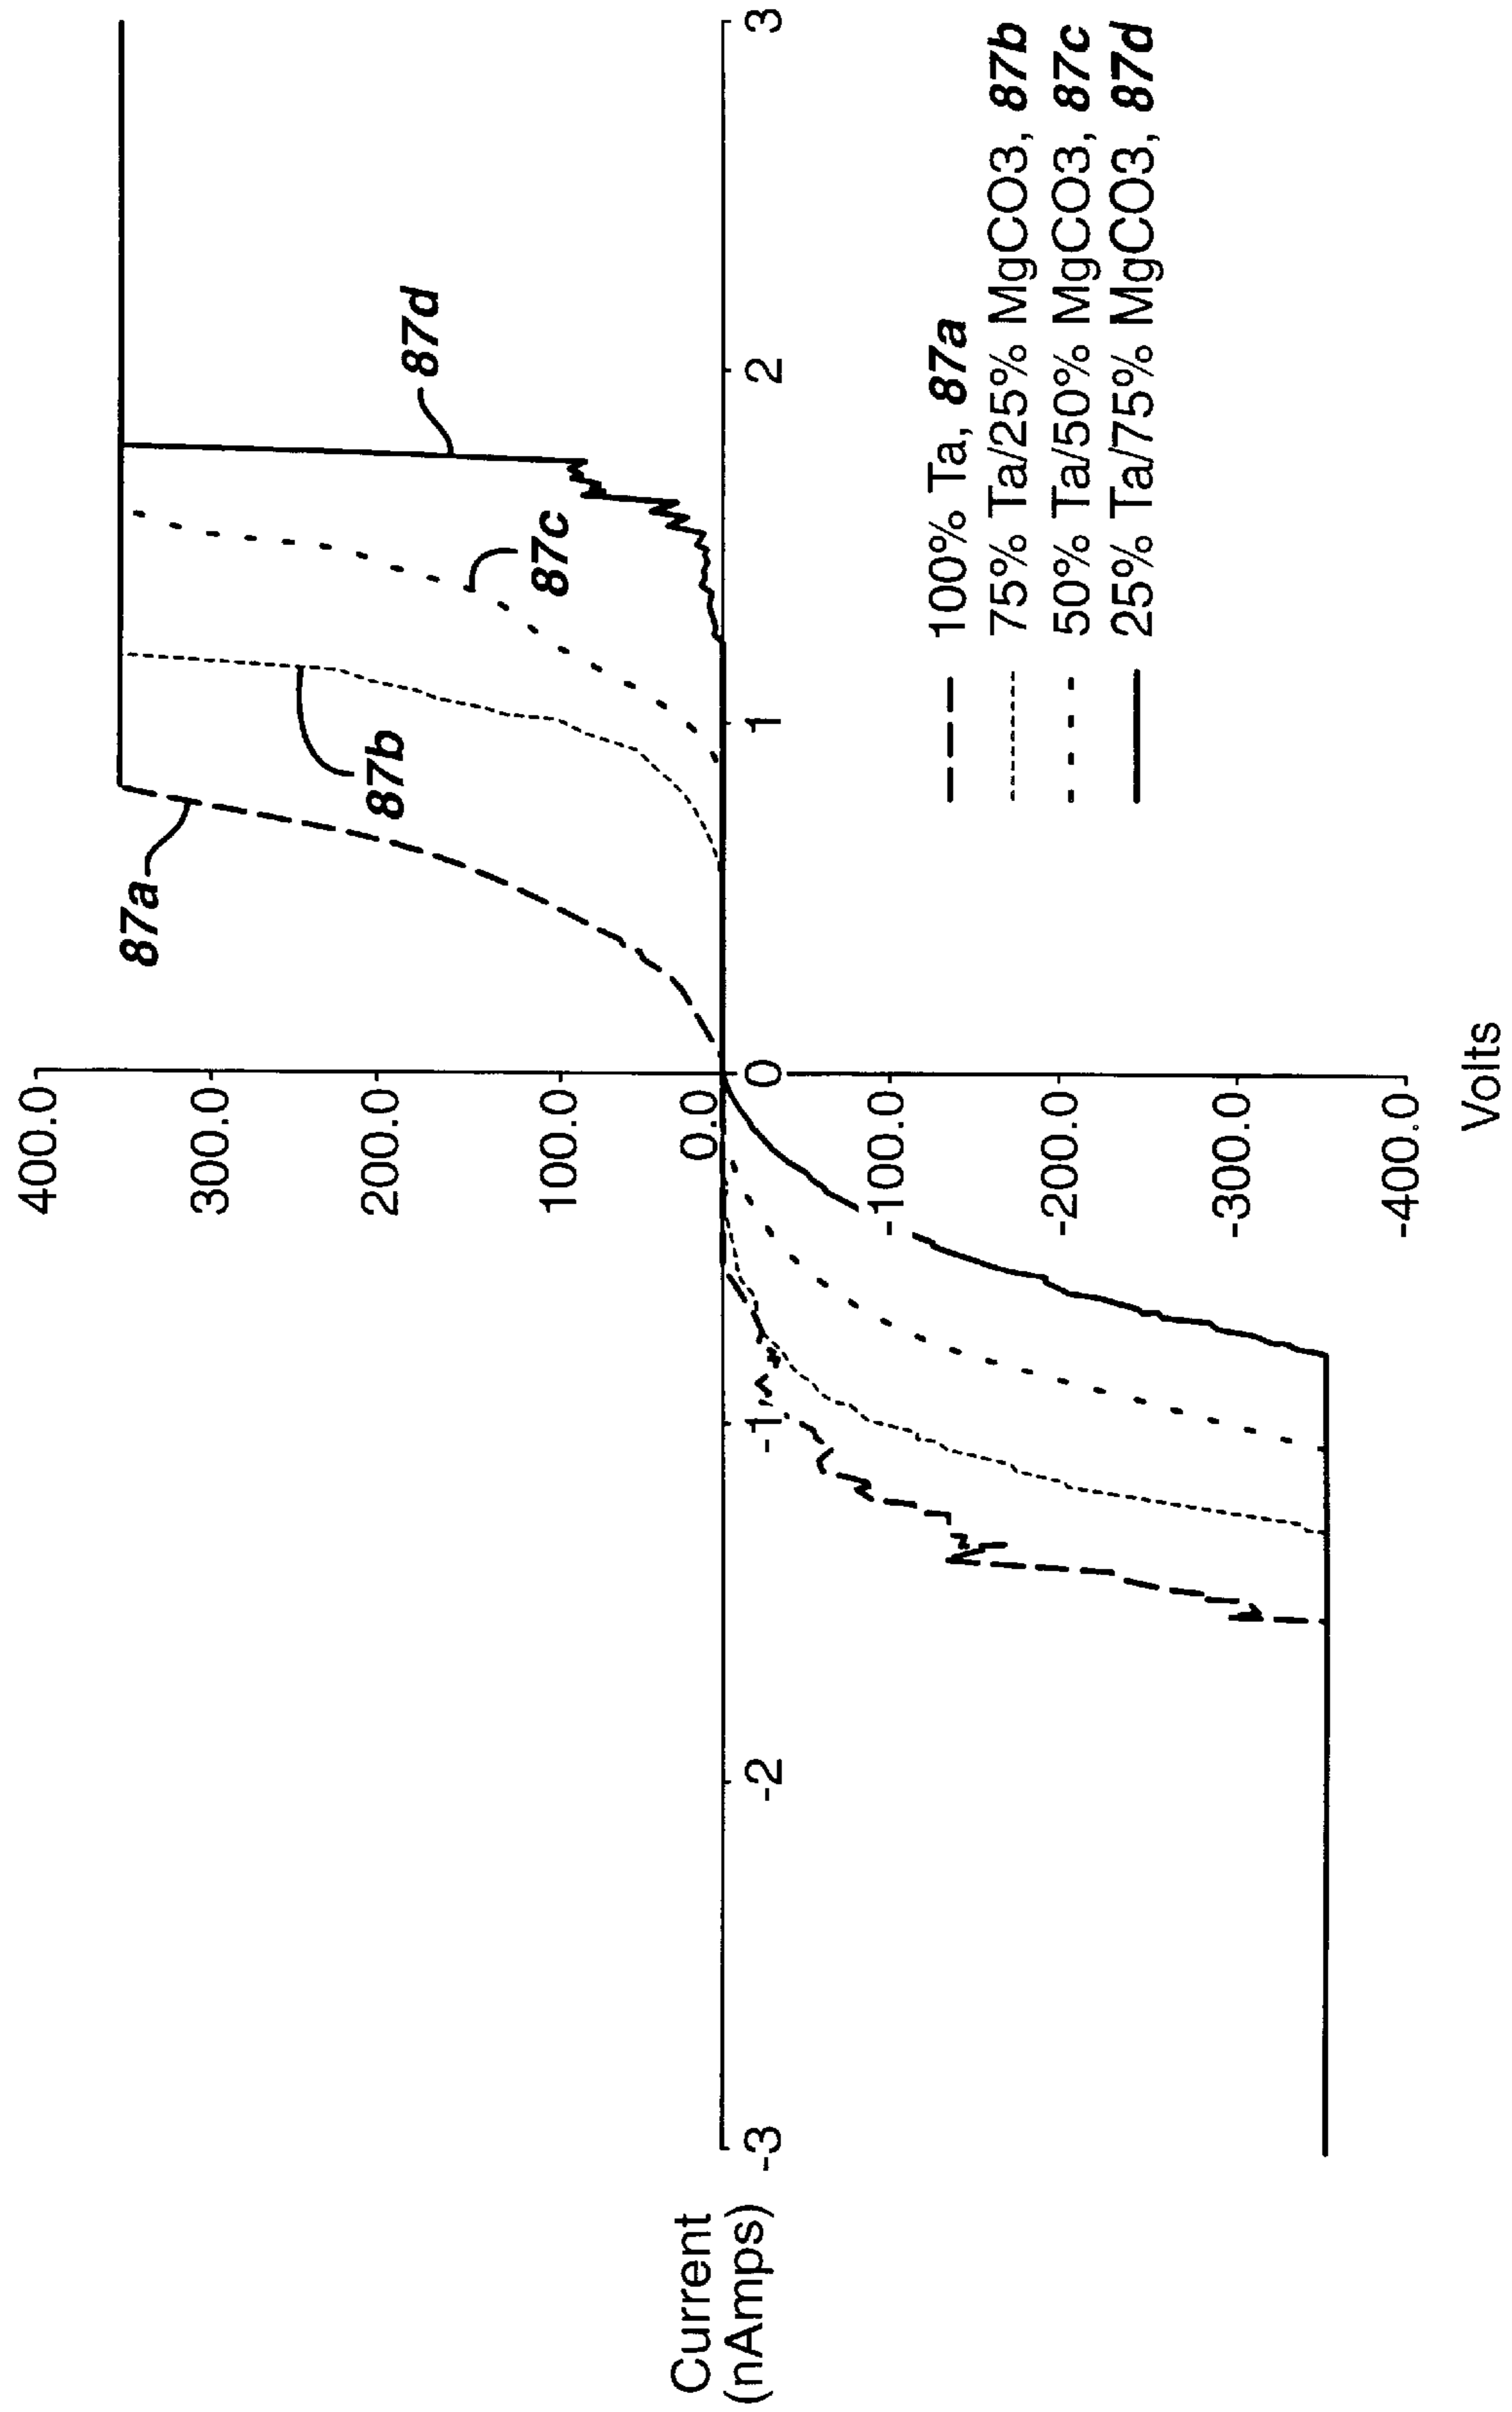 400.0
300.0
200.0
100.0
0.0
-100.0
-200.0
-300.0
-400.0
Current
(nAmps)
-3
-2
-1
0
1
2
3
Volts
87a
87b
87c
87d
100% Ta, 87a
75% Ta/25% MgCO3, 87b
50% Ta/50% MgCO3, 87c
25% Ta/75% MgCO3, 87d